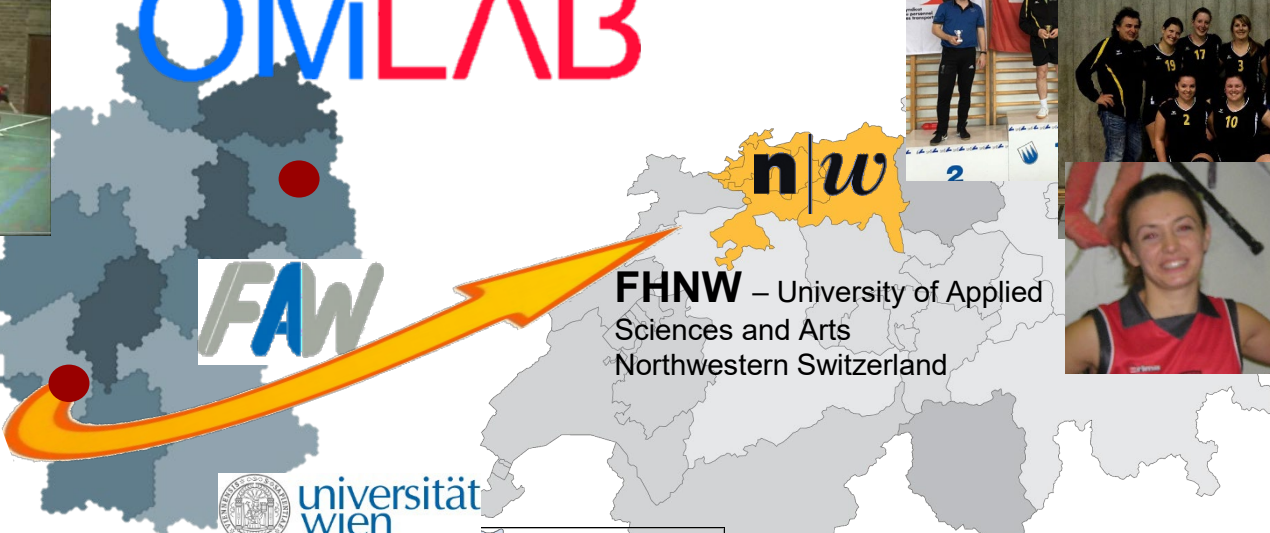 OMLAB
n|w
2
19
17
3
2
10
FAW
FHNW – University of Applied
Sciences and Arts
Northwestern Switzerland
universität
wien